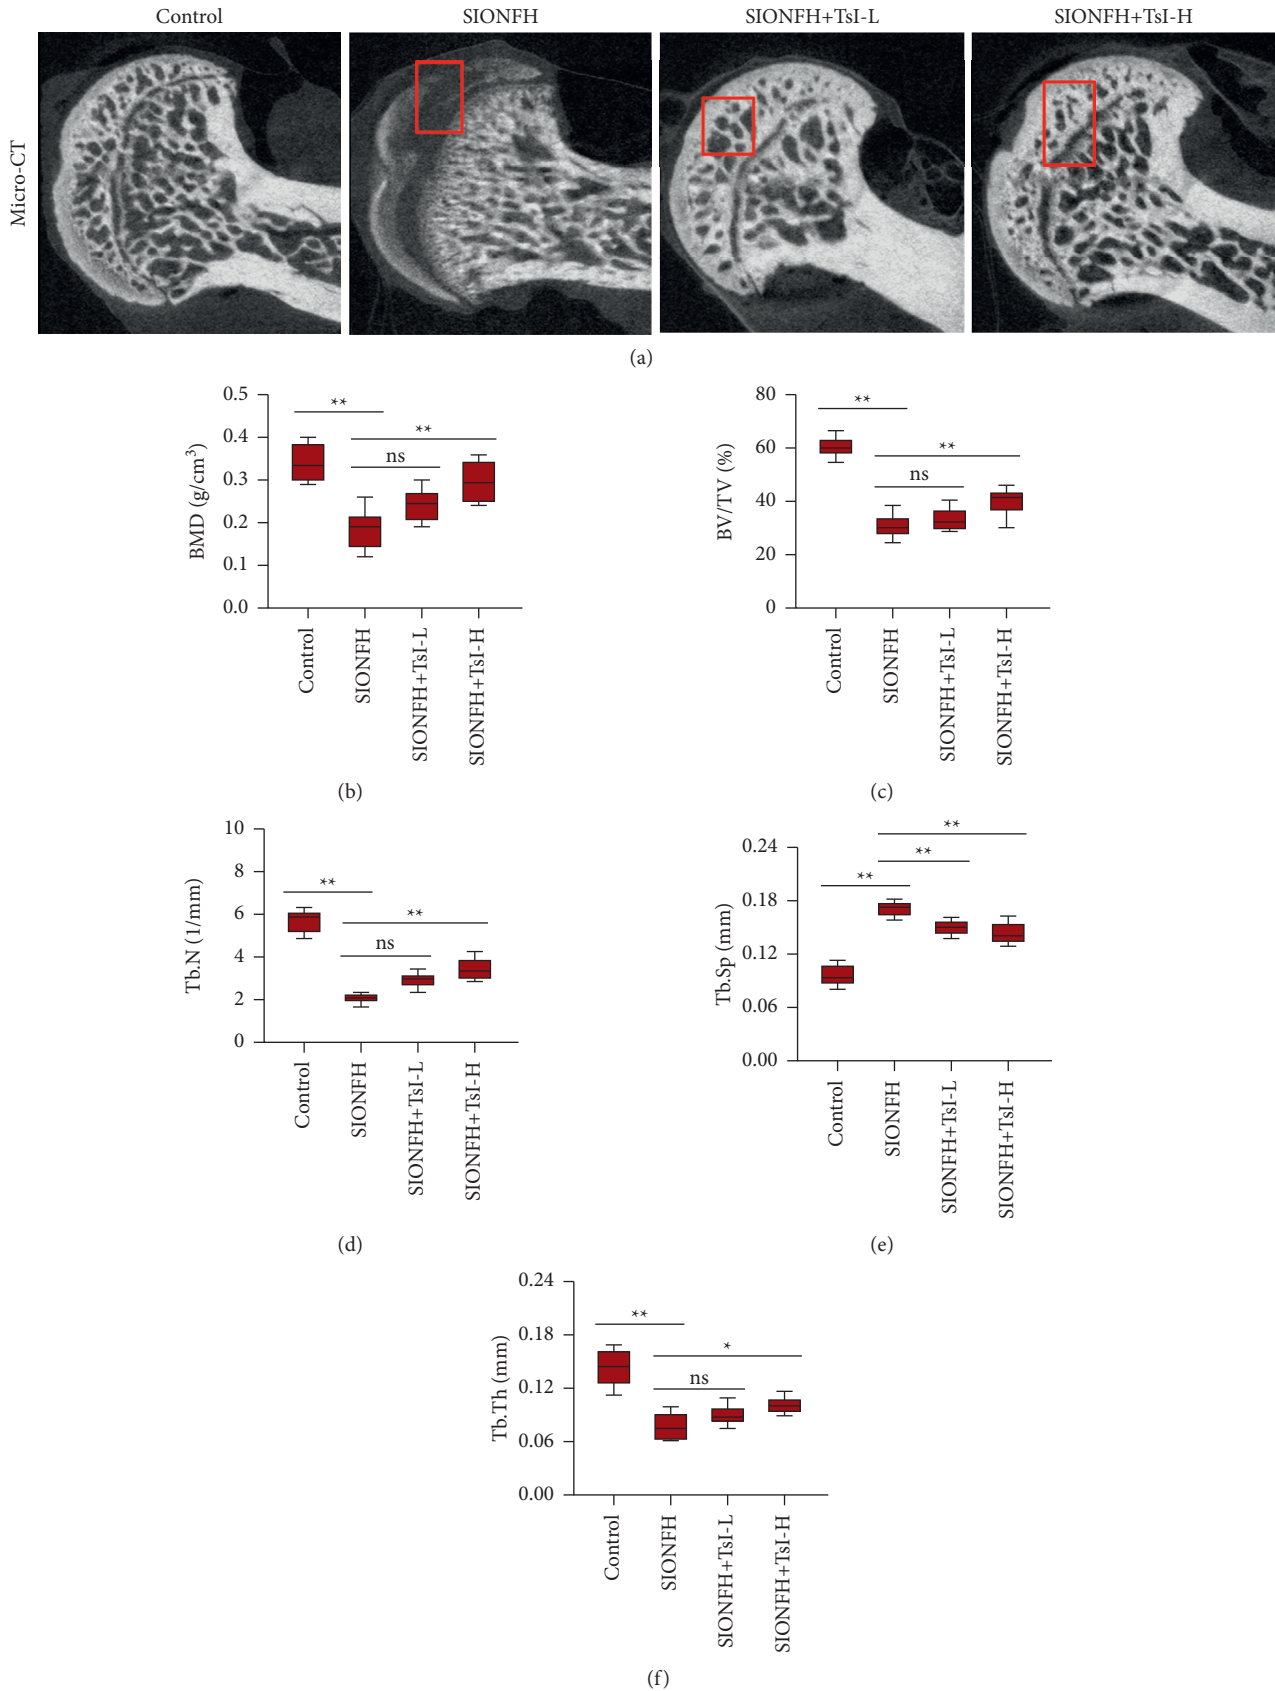 Control SIONFH SIONFH+TsI-L SIONFH+TsI-H
Micro-CT
(a)
BMD (g/cm³)
0.5
0.4
0.3
0.2
0.1
0.0
**
**
ns
Control
SIONFH
SIONFH+TsI-L
SIONFH+TsI-H
(b)
BV/TV (%)
80
60
40
20
0
**
**
ns
Control
SIONFH
SIONFH+TsI-L
SIONFH+TsI-H
(c)
Tb.N (1/mm)
10
8
6
4
2
0
**
**
ns
Control
SIONFH
SIONFH+TsI-L
SIONFH+TsI-H
(d)
Tb.Sp (mm)
0.24
0.18
0.12
0.06
0.00
**
**
**
Control
SIONFH
SIONFH+TsI-L
SIONFH+TsI-H
(e)
Tb.Th (mm)
0.24
0.18
0.12
0.06
0.00
**
*
ns
Control
SIONFH
SIONFH+TsI-L
SIONFH+TsI-H
(f)